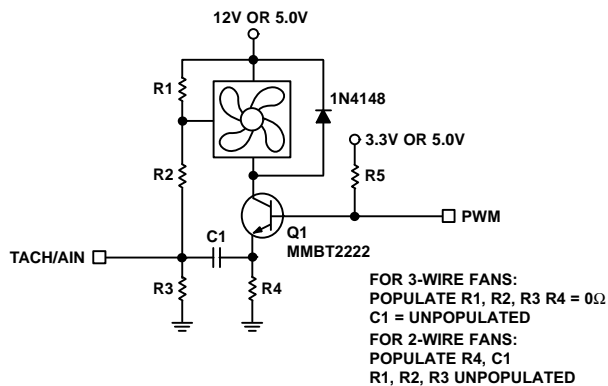 12V OR 5.0V
R1
1N4148
3.3V OR 5.0V
R2
R5
PWM
Q1
MMBT2222
C1
TACH/AIN
R3
R4
FOR 3-WIRE FANS:
POPULATE R1, R2, R3 R4 = 0Ω
C1 = UNPOPULATED
FOR 2-WIRE FANS:
POPULATE R4, C1
R1, R2, R3 UNPOPULATED